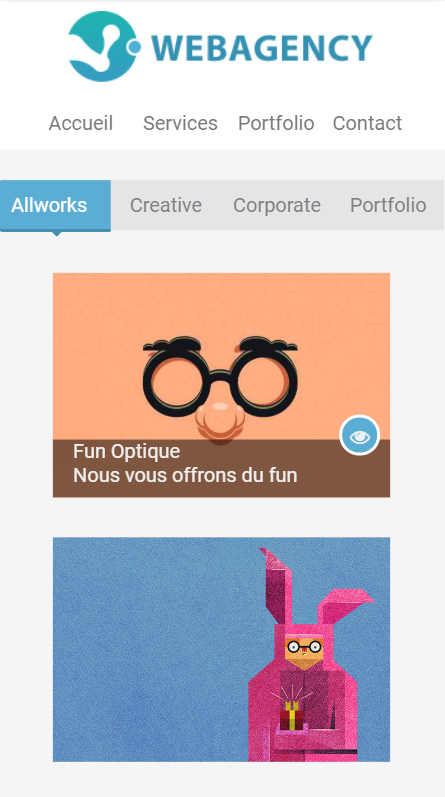 WEBAGENCY
Accueil Services Portfolio Contact
Allworks Creative Corporate Portfolio
Fun Optique
Nous vous offrons du fun